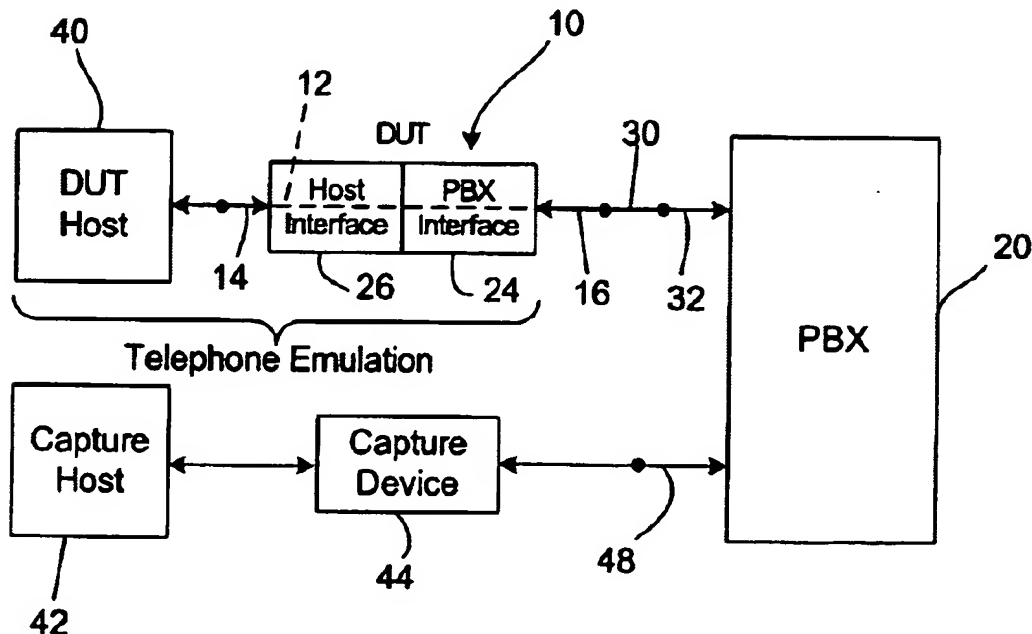 40
10
12
DUT
30
DUT
Host
Host
Interface
PBX
Interface
14
26
24
16
32
20
PBX
Telephone Emulation
Capture
Host
Capture
Device
42
44
48